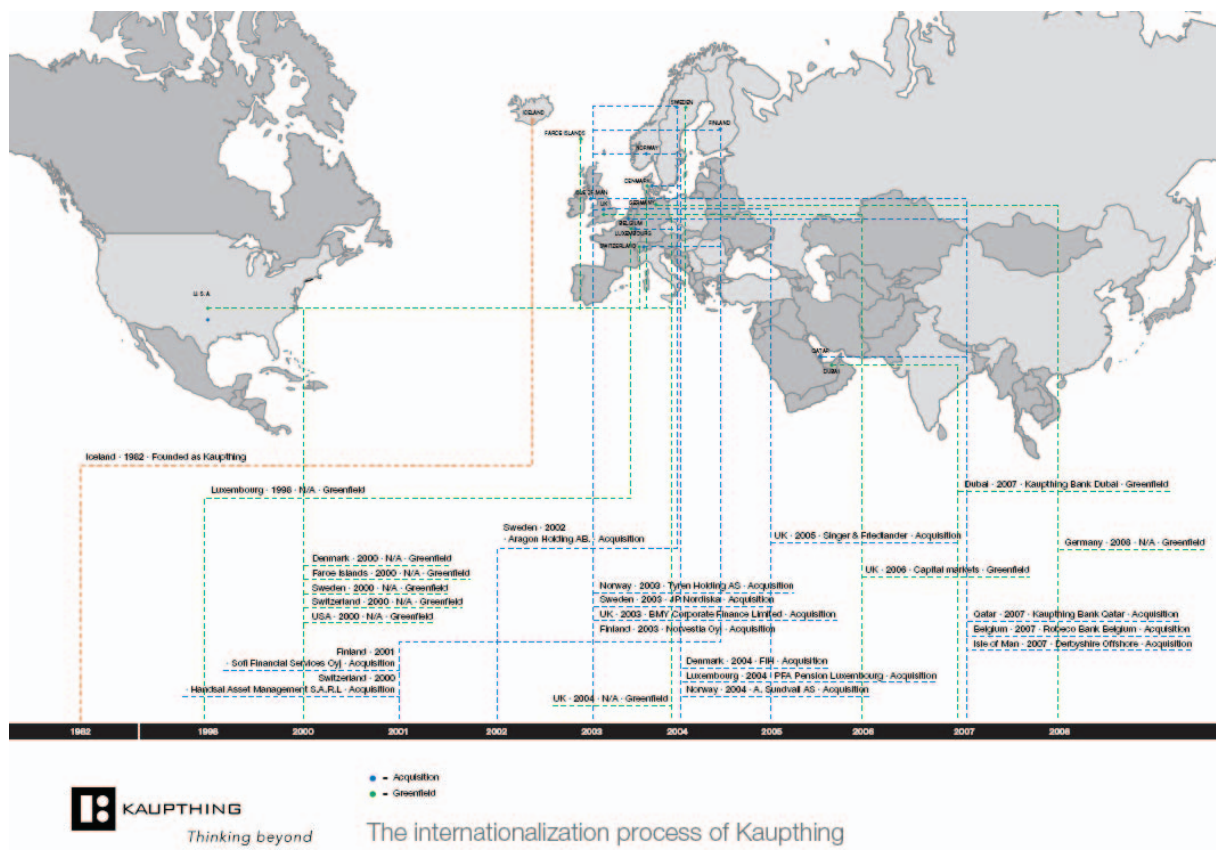 ICELAND
SWEDEN
FINLAND
FAROE ISLANDS
NORWAY
DENMARK
ISLE OF MAN
UK
GERMANY
BELGIUM
LUXEMBOURG
SWITZERLAND
U.S.A
QATAR
DUBAI
Iceland · 1982 · Founded as Kaupthing
Luxembourg · 1998 · N/A · Greenfield
Dubai · 2007 · Kaupthing Bank Dubai · Greenfield
Sweden · 2002
· Aragon Holding AB. · Acquisition
UK · 2005 · Singer & Friedlander · Acquisition
Germany · 2008 · N/A · Greenfield
Denmark · 2000 · N/A · Greenfield
Faroe Islands · 2000 · N/A · Greenfield
Sweden · 2000 · N/A · Greenfield
Switzerland · 2000 · N/A · Greenfield
USA · 2000 · N/A · Greenfield
UK · 2006 · Capital markets · Greenfield
Norway · 2003 · Tyren Holding AS · Acquisition
Sweden · 2003 · JP Nordiska · Acquisition
UK · 2003 · BMY Corporate Finance Limited · Acquisition
Finland · 2003 · Norvestia Oyj · Acquisition
Qatar · 2007 · Kaupthing Bank Qatar · Acquisition
Belgium · 2007 · Robeco Bank Belgium · Acquisition
Isle of Man · 2007 · Derbyshire Offshore · Acquisition
Finland · 2001
· Sofi Financial Services Oyj · Acquisition
Switzerland · 2000
· Handsal Asset Management S.A.R.L · Acquisition
Denmark · 2004 · FIH · Acquisition
Luxembourg · 2004 · PFA Pension Luxembourg · Acquisition
Norway · 2004 · A. Sundvall AS · Acquisition
UK · 2004 · N/A · Greenfield
1982 1998 2000 2001 2002 2003 2004 2005 2006 2007 2008
- Acquisition
- Greenfield
KAUPTHING
Thinking beyond
The internationalization process of Kaupthing